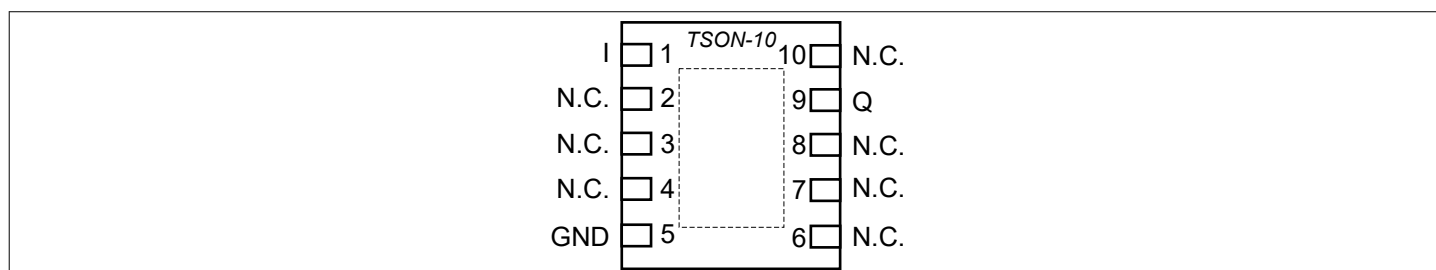 TSON-10
I 1 10 N.C.
N.C. 2 9 Q
N.C. 3 8 N.C.
N.C. 4 7 N.C.
GND 5 6 N.C.